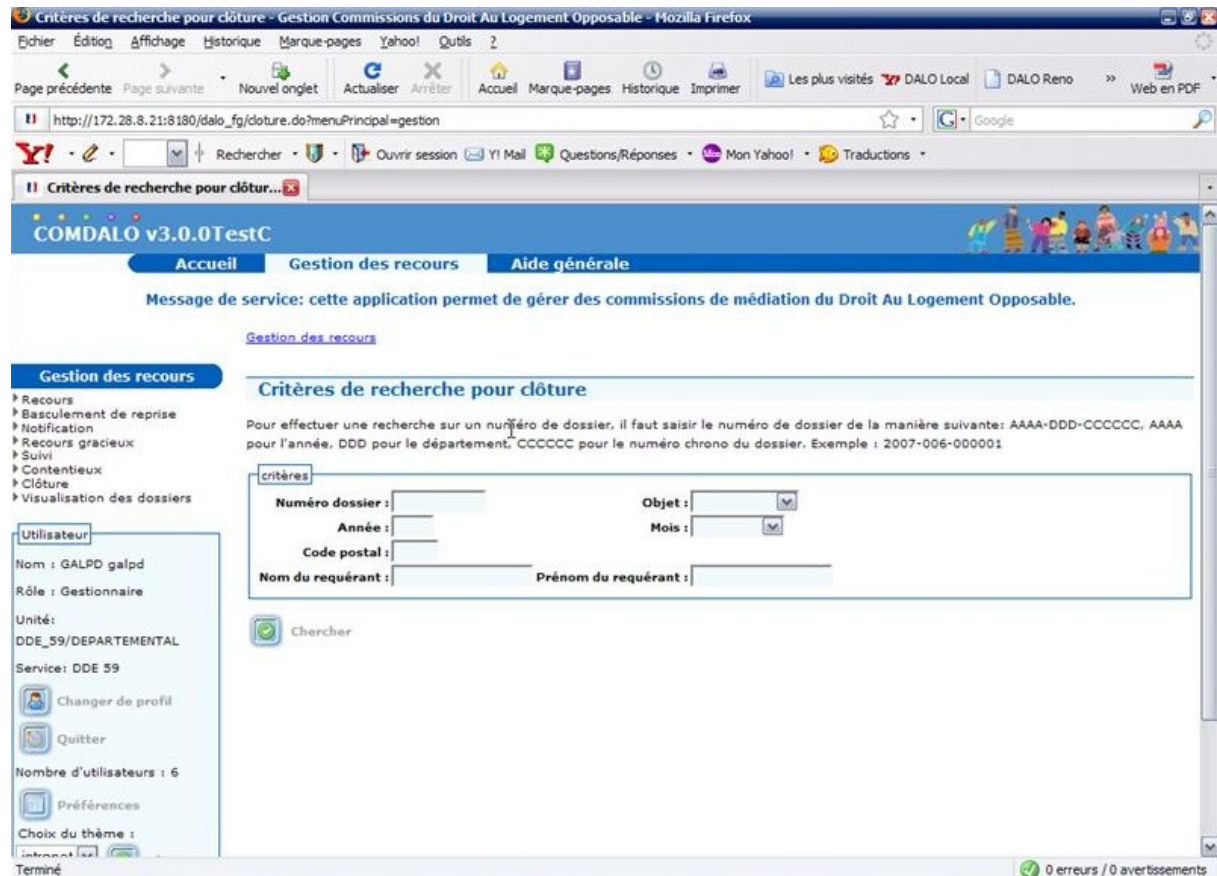 Critères de recherche pour clôture - Gestion Commissions du Droit Au Logement Opposable - Mozilla Firefox
Fichier Édition Affichage Historique Marque-pages Yahoo! Outils ?
Page précédente Page suivante Nouvel onglet Actualiser Arrêter Accueil Marque-pages Historique Imprimer Les plus visités DALO Local DALO Reno » Web en PDF
http://172.28.8.21:8180/dalo_fg/cloture.do?menuPrincipal=gestion Google
Y! Rechercher Ouvrir session Y! Mail Questions/Réponses Mon Yahoo! Traductions
Critères de recherche pour clôtur...
COMDALO v3.0.0TestC
Accueil Gestion des recours Aide générale
Message de service: cette application permet de gérer des commissions de médiation du Droit Au Logement Opposable.
Gestion des recours
Gestion des recours
Recours
Basculement de reprise
Notification
Recours gracieux
Suivi
Contentieux
Clôture
Visualisation des dossiers
Utilisateur
Nom : GALPD galpd
Rôle : Gestionnaire
Unité:
DDE_59/DEPARTEMENTAL
Service: DDE 59
Changer de profil
Quitter
Nombre d'utilisateurs : 6
Préférences
Choix du thème :
intranet
Critères de recherche pour clôture
Pour effectuer une recherche sur un numéro de dossier, il faut saisir le numéro de dossier de la manière suivante: AAAA-DDD-CCCCCC, AAAA
pour l'année, DDD pour le département, CCCCCC pour le numéro chrono du dossier. Exemple : 2007-006-000001
critères
Numéro dossier : Objet :
Année : Mois :
Code postal :
Nom du requérant : Prénom du requérant :
Chercher
Terminé 0 erreurs / 0 avertissements